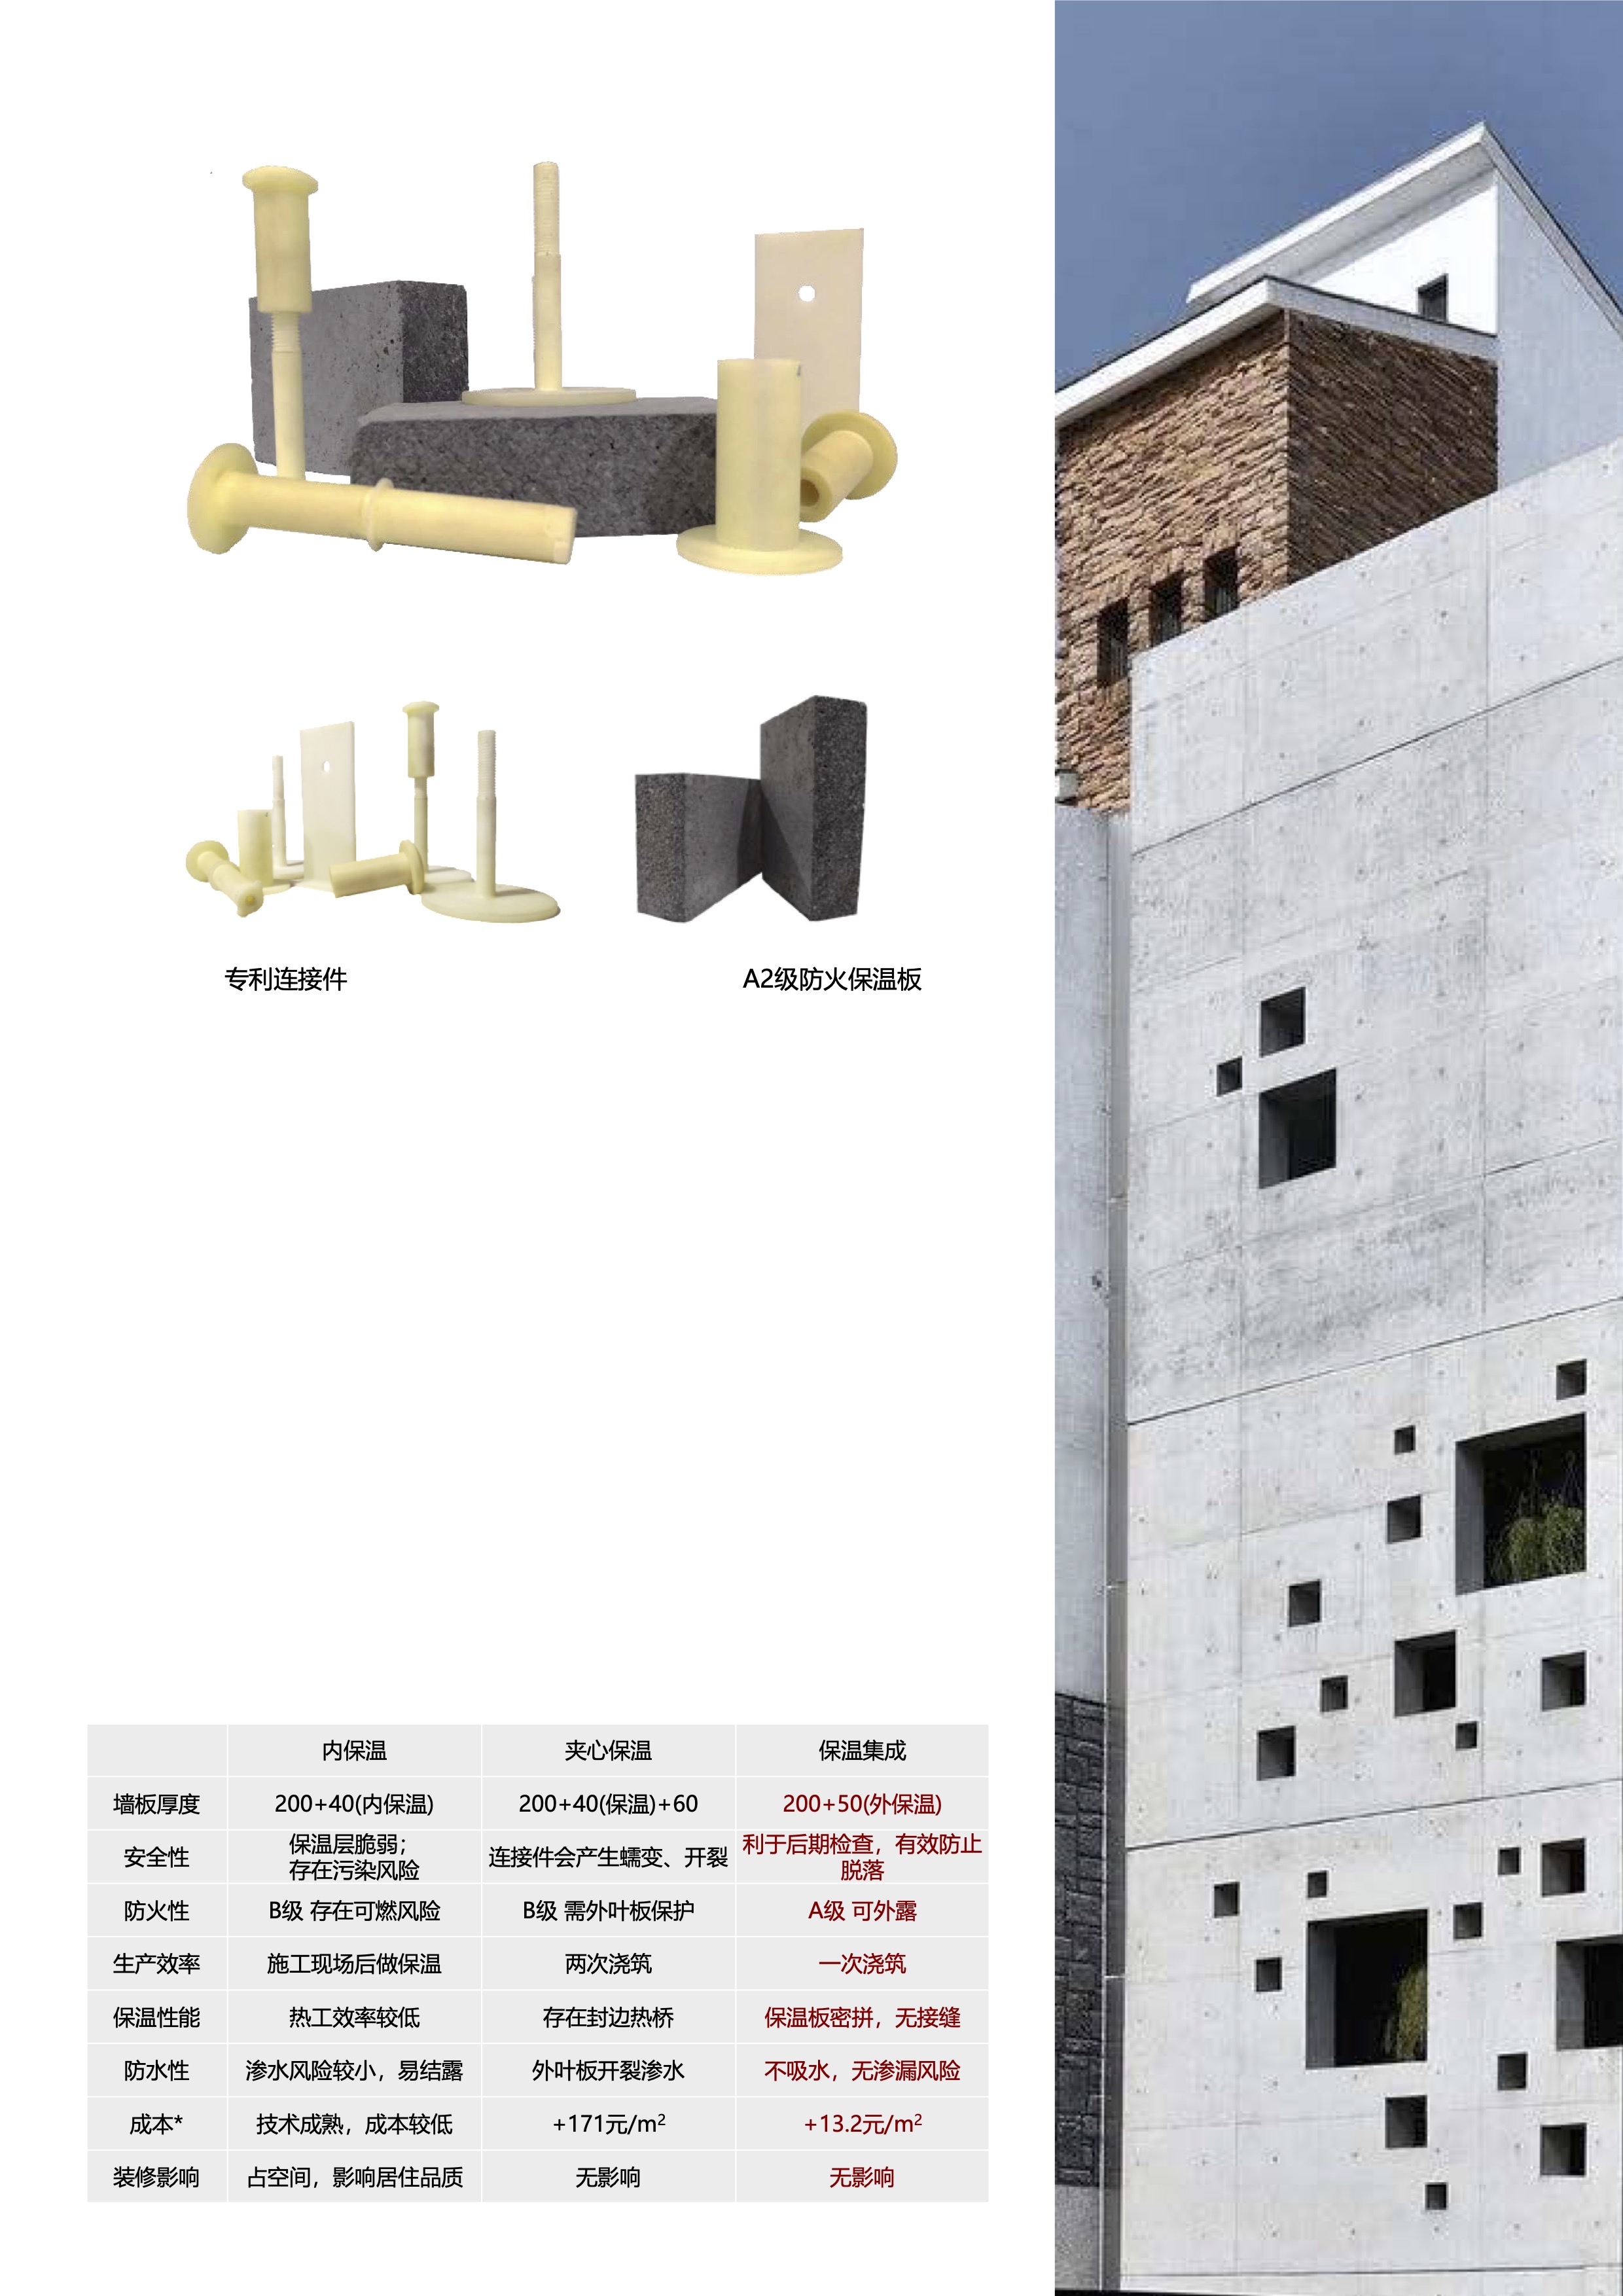 专利连接件
A2级防火保温板
内保温 夹心保温 保温集成
墙板厚度 200+40(内保温) 200+40(保温)+60 200+50(外保温)
安全性 保温层脆弱；
存在污染风险 连接件会产生蠕变、开裂 利于后期检查，有效防止
脱落
防火性 B级 存在可燃风险 B级 需外叶板保护 A级 可外露
生产效率 施工现场后做保温 两次浇筑 一次浇筑
保温性能 热工效率较低 存在封边热桥 保温板密拼，无接缝
防水性 渗水风险较小，易结露 外叶板开裂渗水 不吸水，无渗漏风险
成本* 技术成熟，成本较低 +171元/m² +13.2元/m²
装修影响 占空间，影响居住品质 无影响 无影响